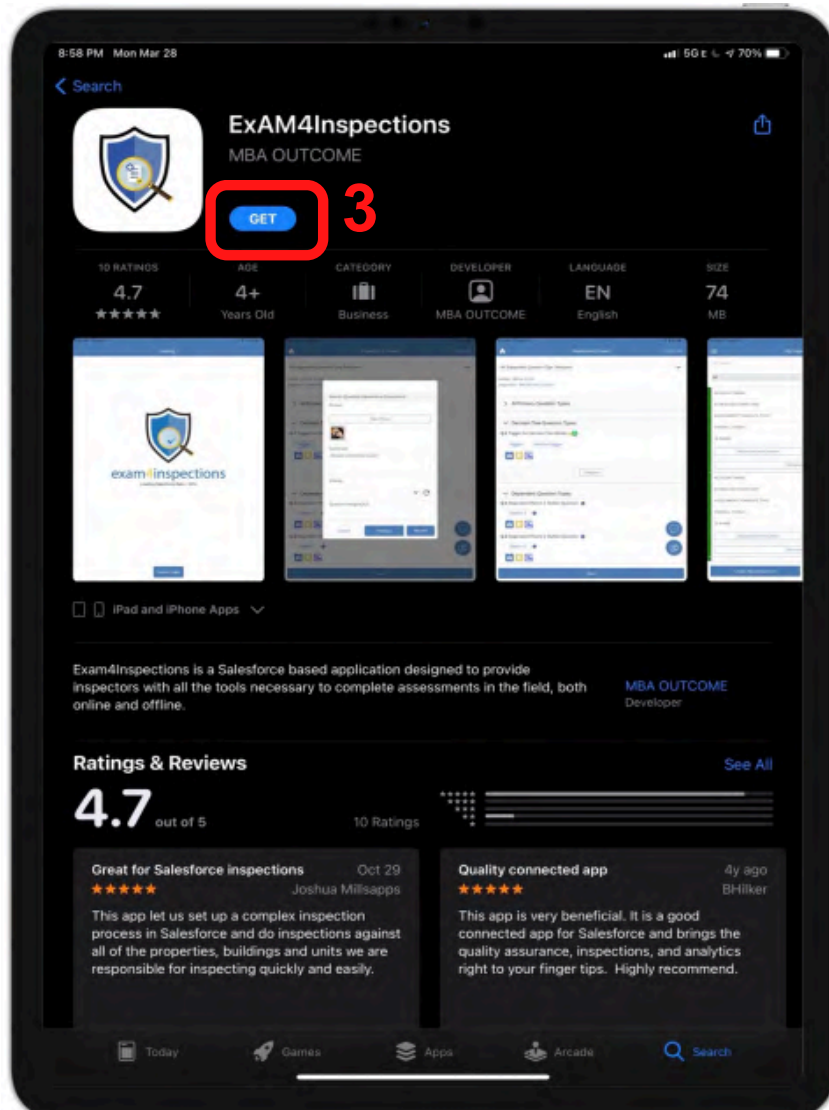 8:58 PM Mon Mar 28
5G E 70%
Search
ExAM4Inspections
MBA OUTCOME
GET
3
10 RATINGS
4.7
AGE
4+
Years Old
CATEGORY
Business
DEVELOPER
MBA OUTCOME
LANGUAGE
EN
English
SIZE
74
MB
exam4inspections
iPad and iPhone Apps
Exam4Inspections is a Salesforce based application designed to provide
inspectors with all the tools necessary to complete assessments in the field, both
online and offline.
MBA OUTCOME
Developer
Ratings & Reviews
See All
4.7 out of 5
10 Ratings
Great for Salesforce inspections
Oct 29
Joshua Millsapps
This app let us set up a complex inspection
process in Salesforce and do inspections against
all of the properties, buildings and units we are
responsible for inspecting quickly and easily.
Quality connected app
4y ago
BHilker
This app is very beneficial. It is a good
connected app for Salesforce and brings the
quality assurance, inspections, and analytics
right to your finger tips. Highly recommend.
Today
Games
Apps
Arcade
Search